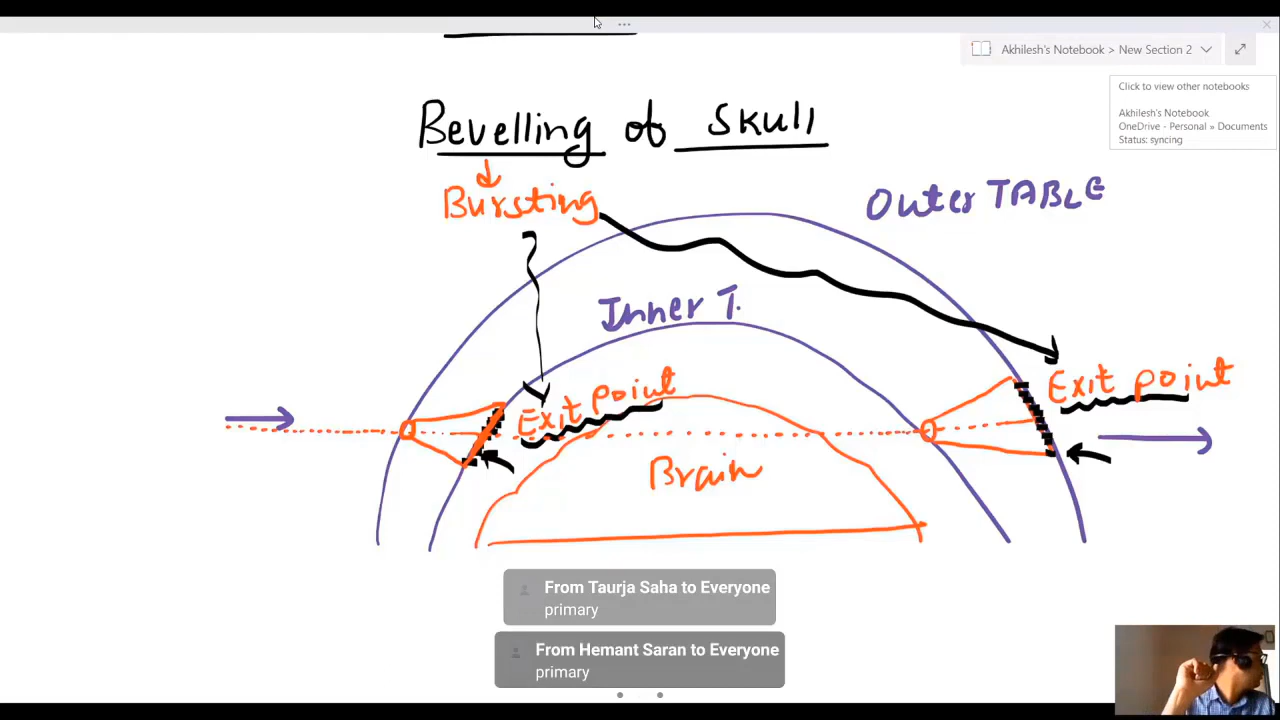 Akhilesh's Notebook > New Section 2
Click to view other notebooks
Akhilesh's Notebook
OneDrive - Personal » Documents
Status: syncing
Bevelling of Skull
Bursting
Outer TABLE
Inner T.
Exit point
Exit point
Brain
From Taurja Saha to Everyone
primary
From Hemant Saran to Everyone
primary